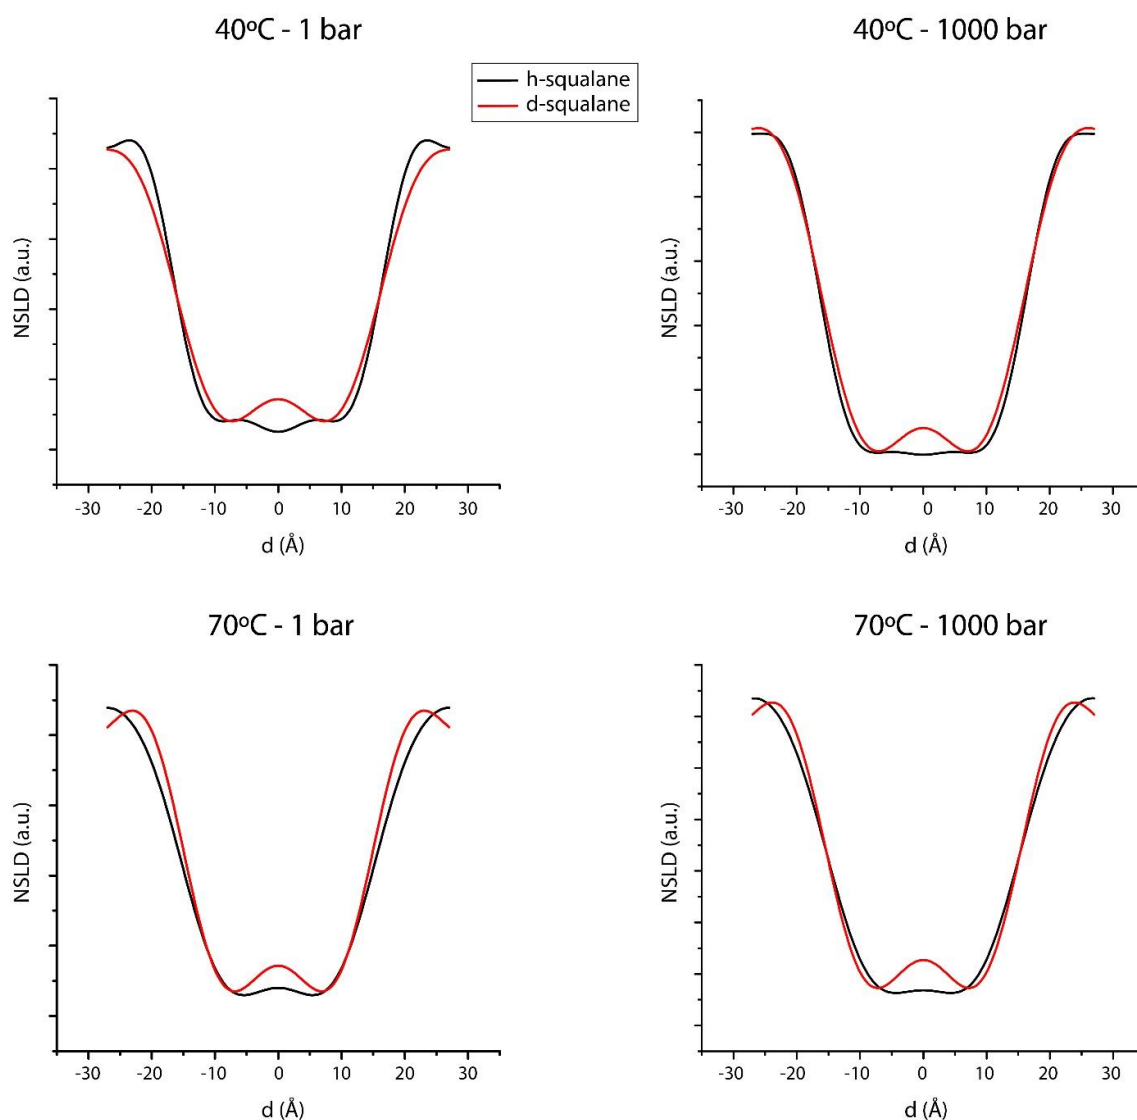 40ºC - 1 bar
40ºC - 1000 bar
h-squalane
d-squalane
NSLD (a.u.)
NSLD (a.u.)
-30 -20 -10 0 10 20 30
-30 -20 -10 0 10 20 30
d (Å)
d (Å)
70ºC - 1 bar
70ºC - 1000 bar
NSLD (a.u.)
NSLD (a.u.)
-30 -20 -10 0 10 20 30
-30 -20 -10 0 10 20 30
d (Å)
d (Å)